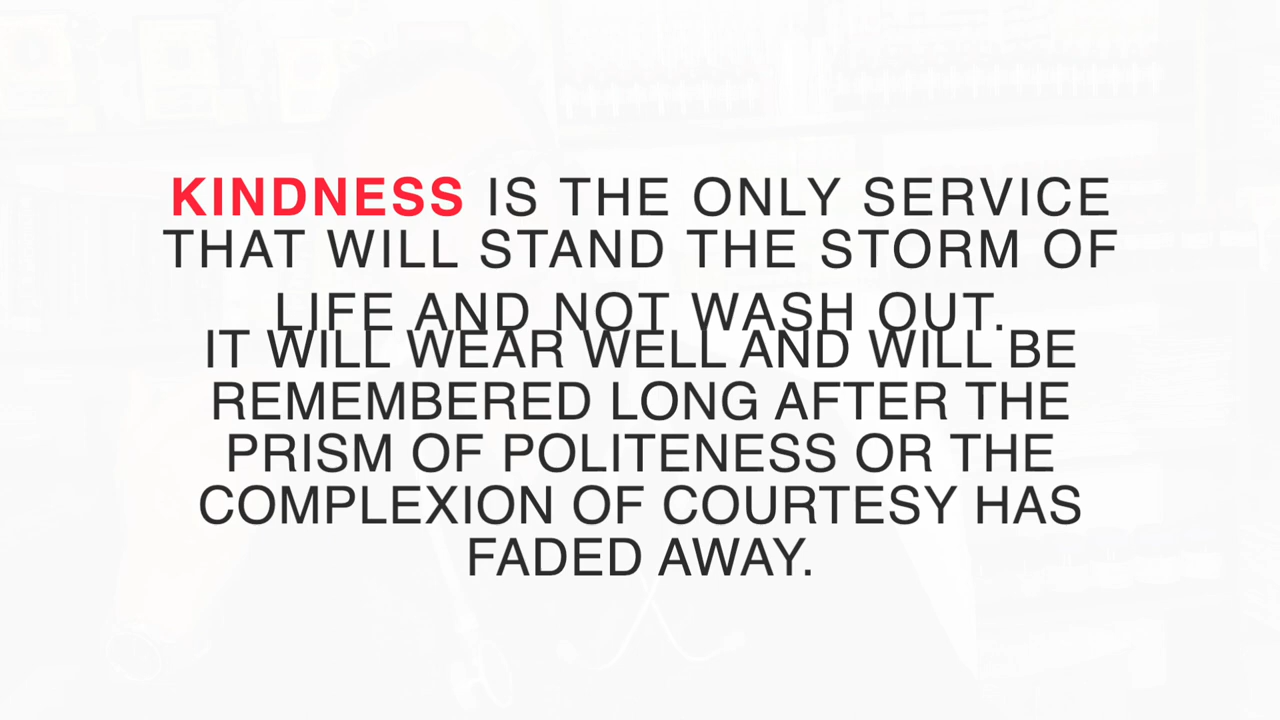 KINDNESS IS THE ONLY SERVICE
THAT WILL STAND THE STORM OF
LIFE AND NOT WASH OUT.
IT WILL WEAR WELL AND WILL BE
REMEMBERED LONG AFTER THE
PRISM OF POLITENESS OR THE
COMPLEXION OF COURTESY HAS
FADED AWAY.